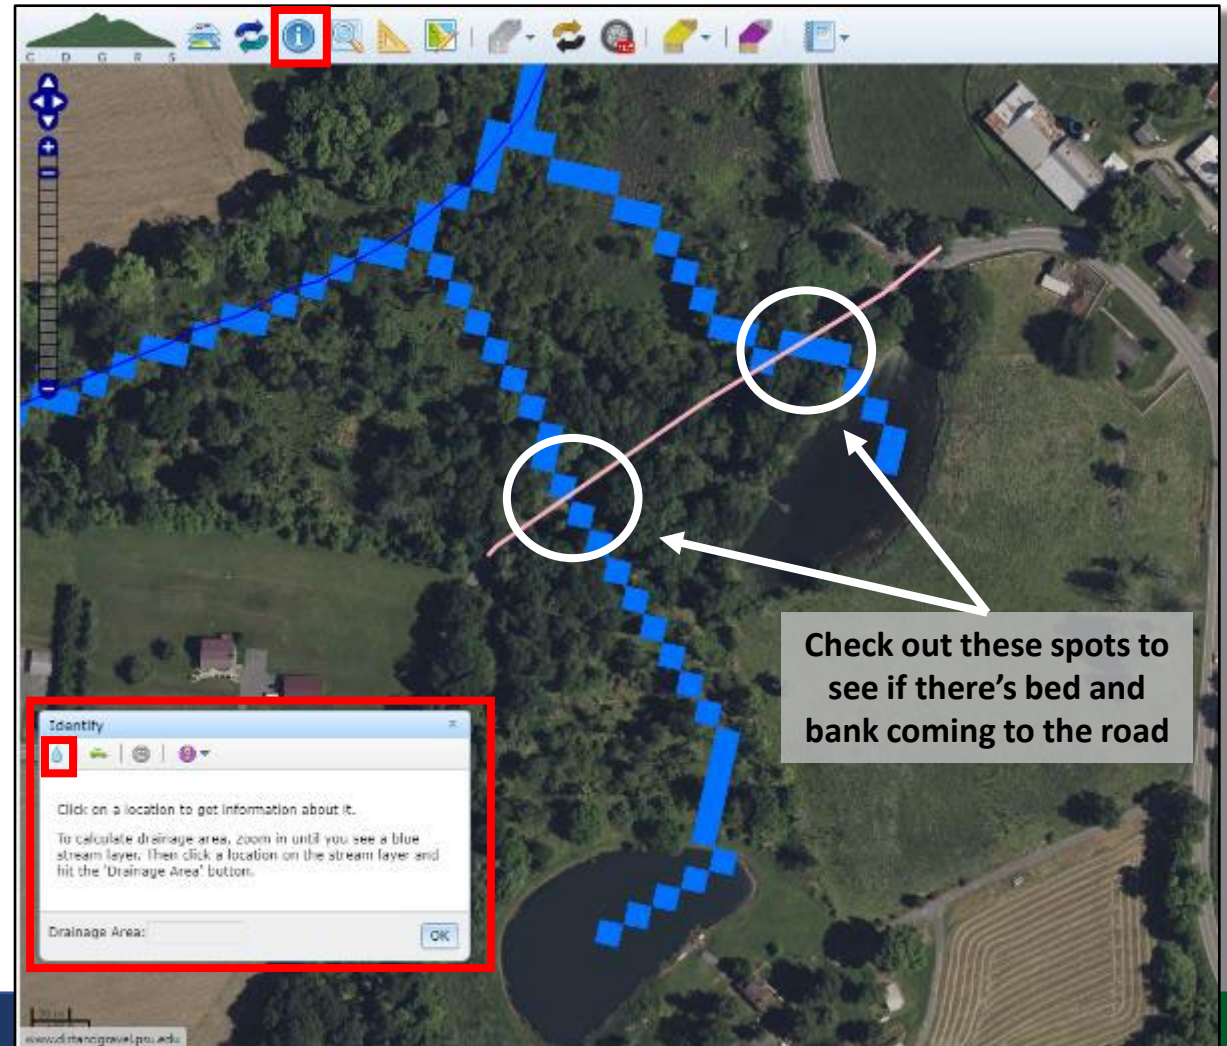 C D G R S
Check out these spots to
see if there's bed and
bank coming to the road
Identify
Click on a location to get information about it.
To calculate drainage area, zoom in until you see a blue
stream layer. Then click a location on the stream layer and
hit the 'Drainage Area' button.
Drainage Area:
OK
www.dirtandgravel.psu.edu